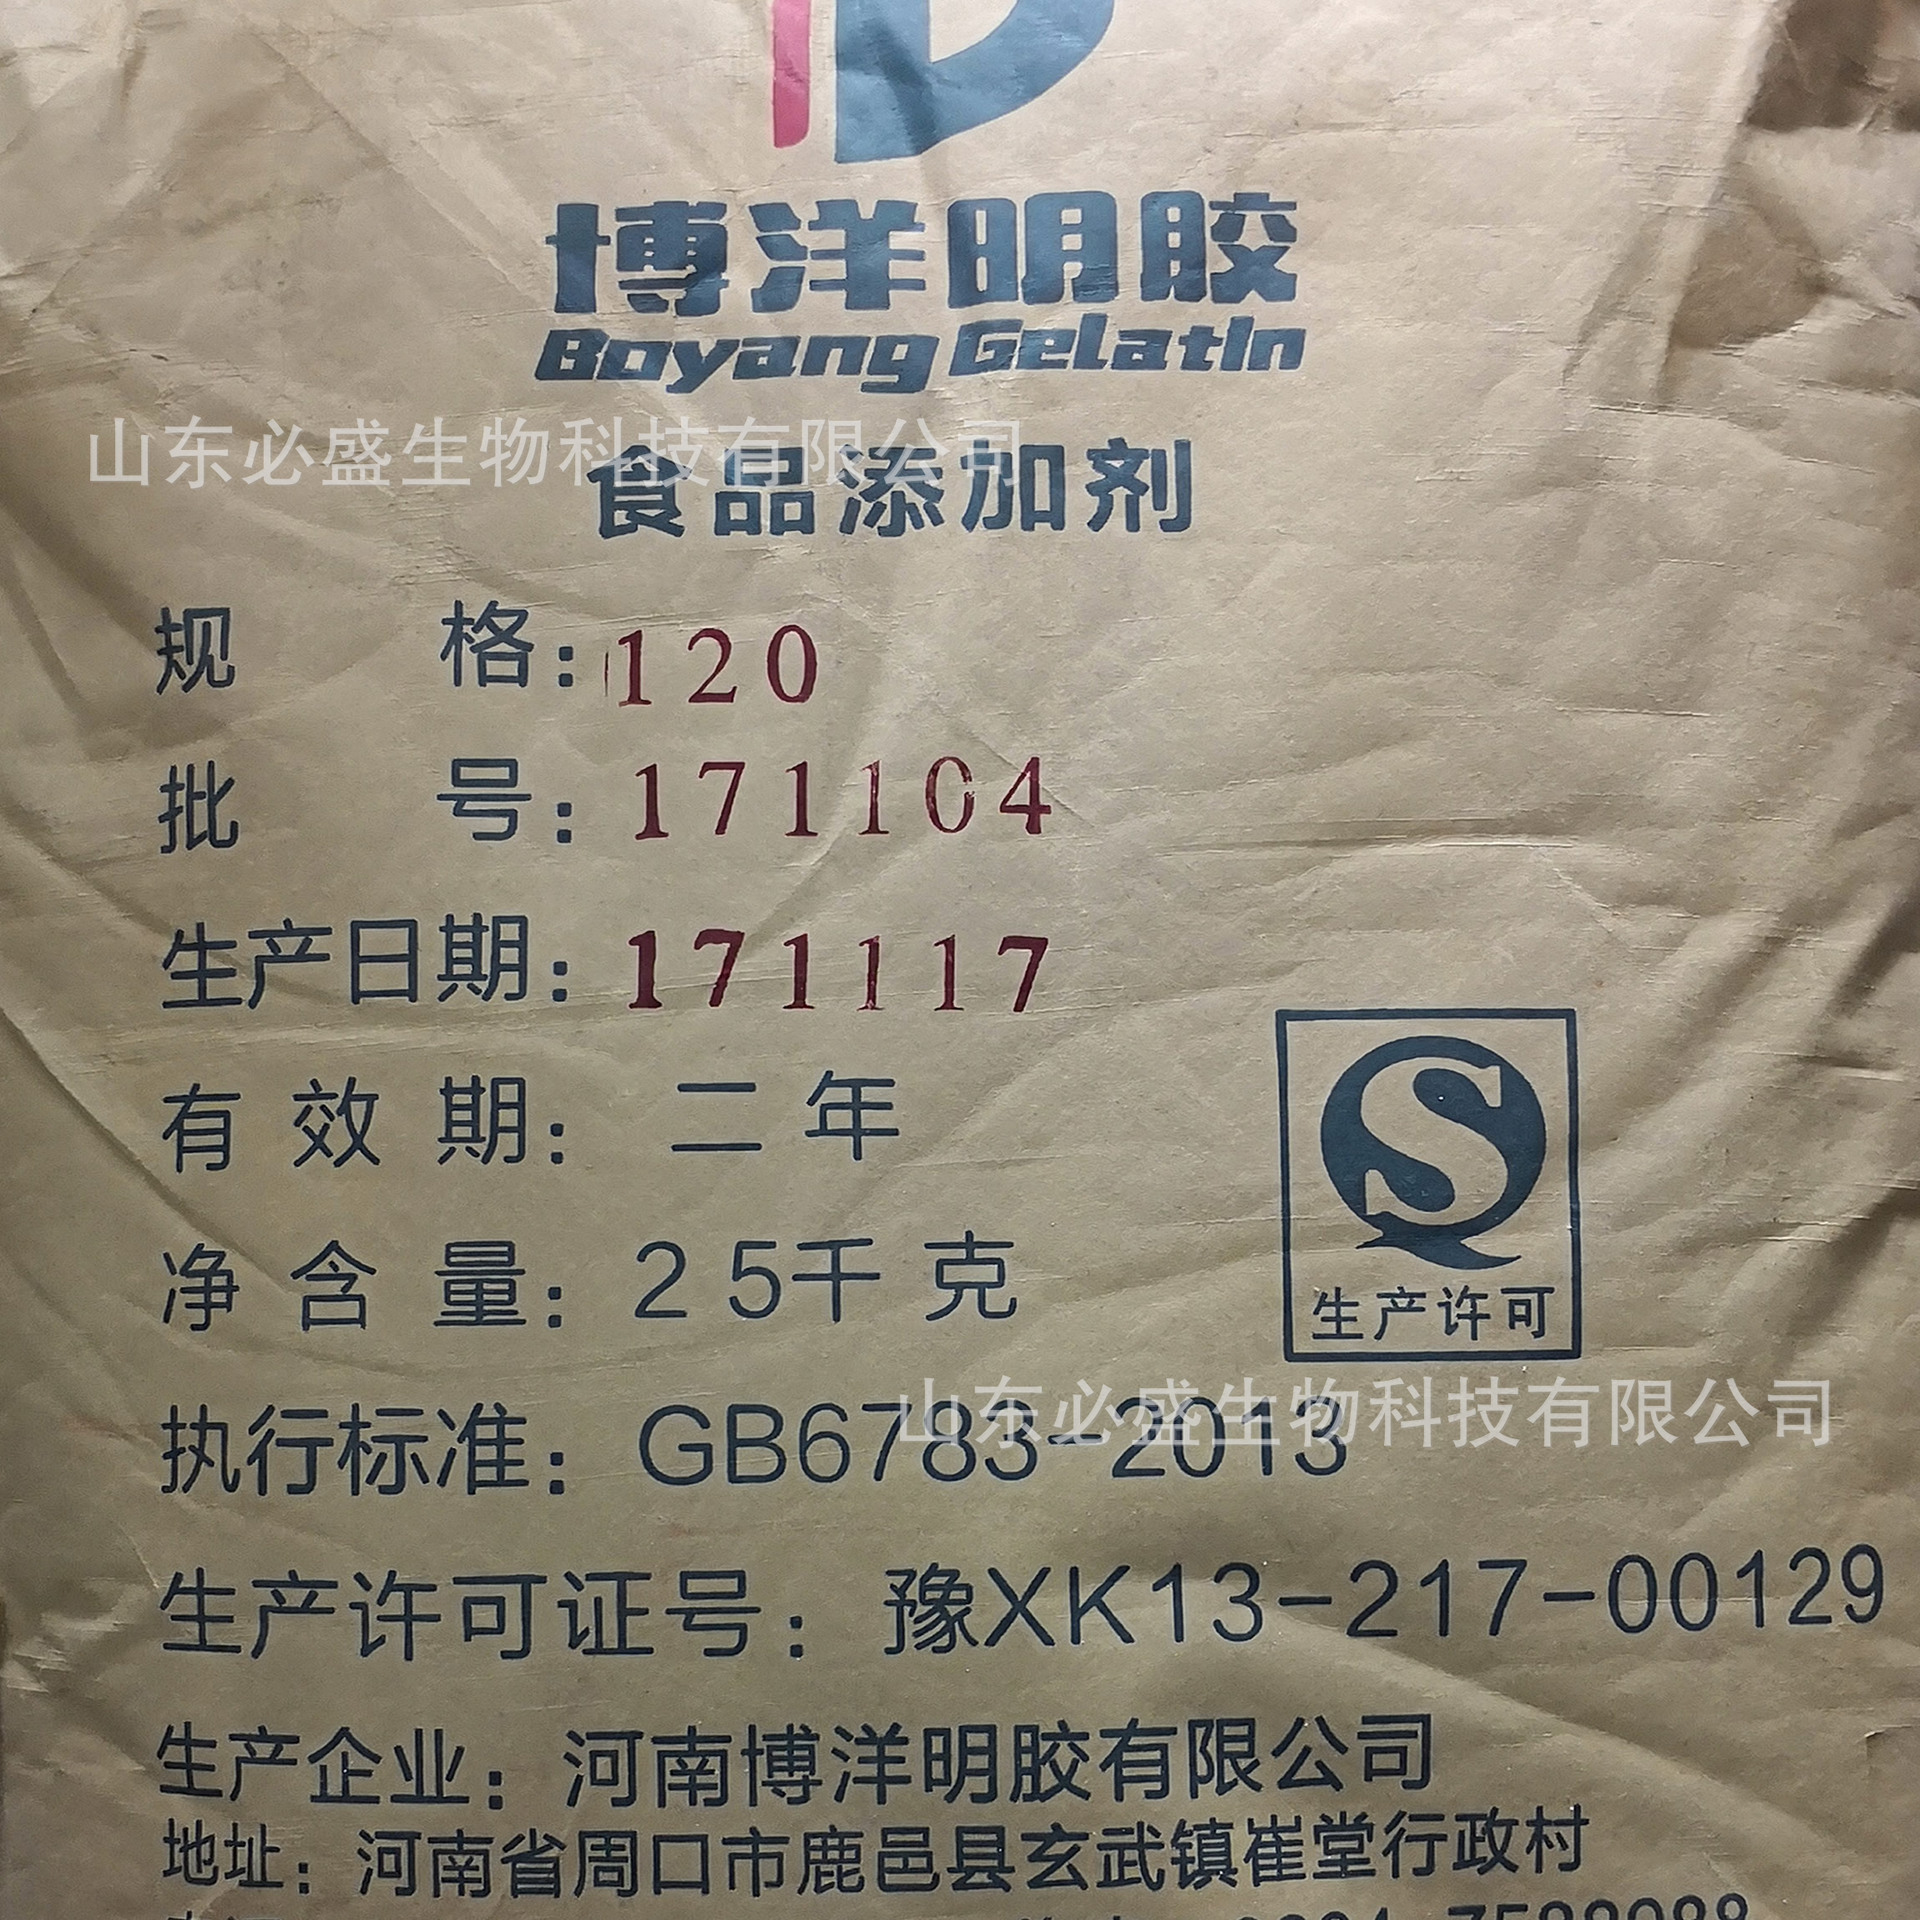 博洋明胶
Boyang Gelatin
山东必盛生物科技有限公司
食品添加剂
规格：120
批号：171104
生产日期：171117
有效期：二年
净含量：25千克
生产许可
山东必盛生物科技有限公司
执行标准：GB6783-2013
生产许可证号：豫XK13-217-00129
生产企业：河南博洋明胶有限公司
地址：河南省周口市鹿邑县玄武镇崔堂行政村